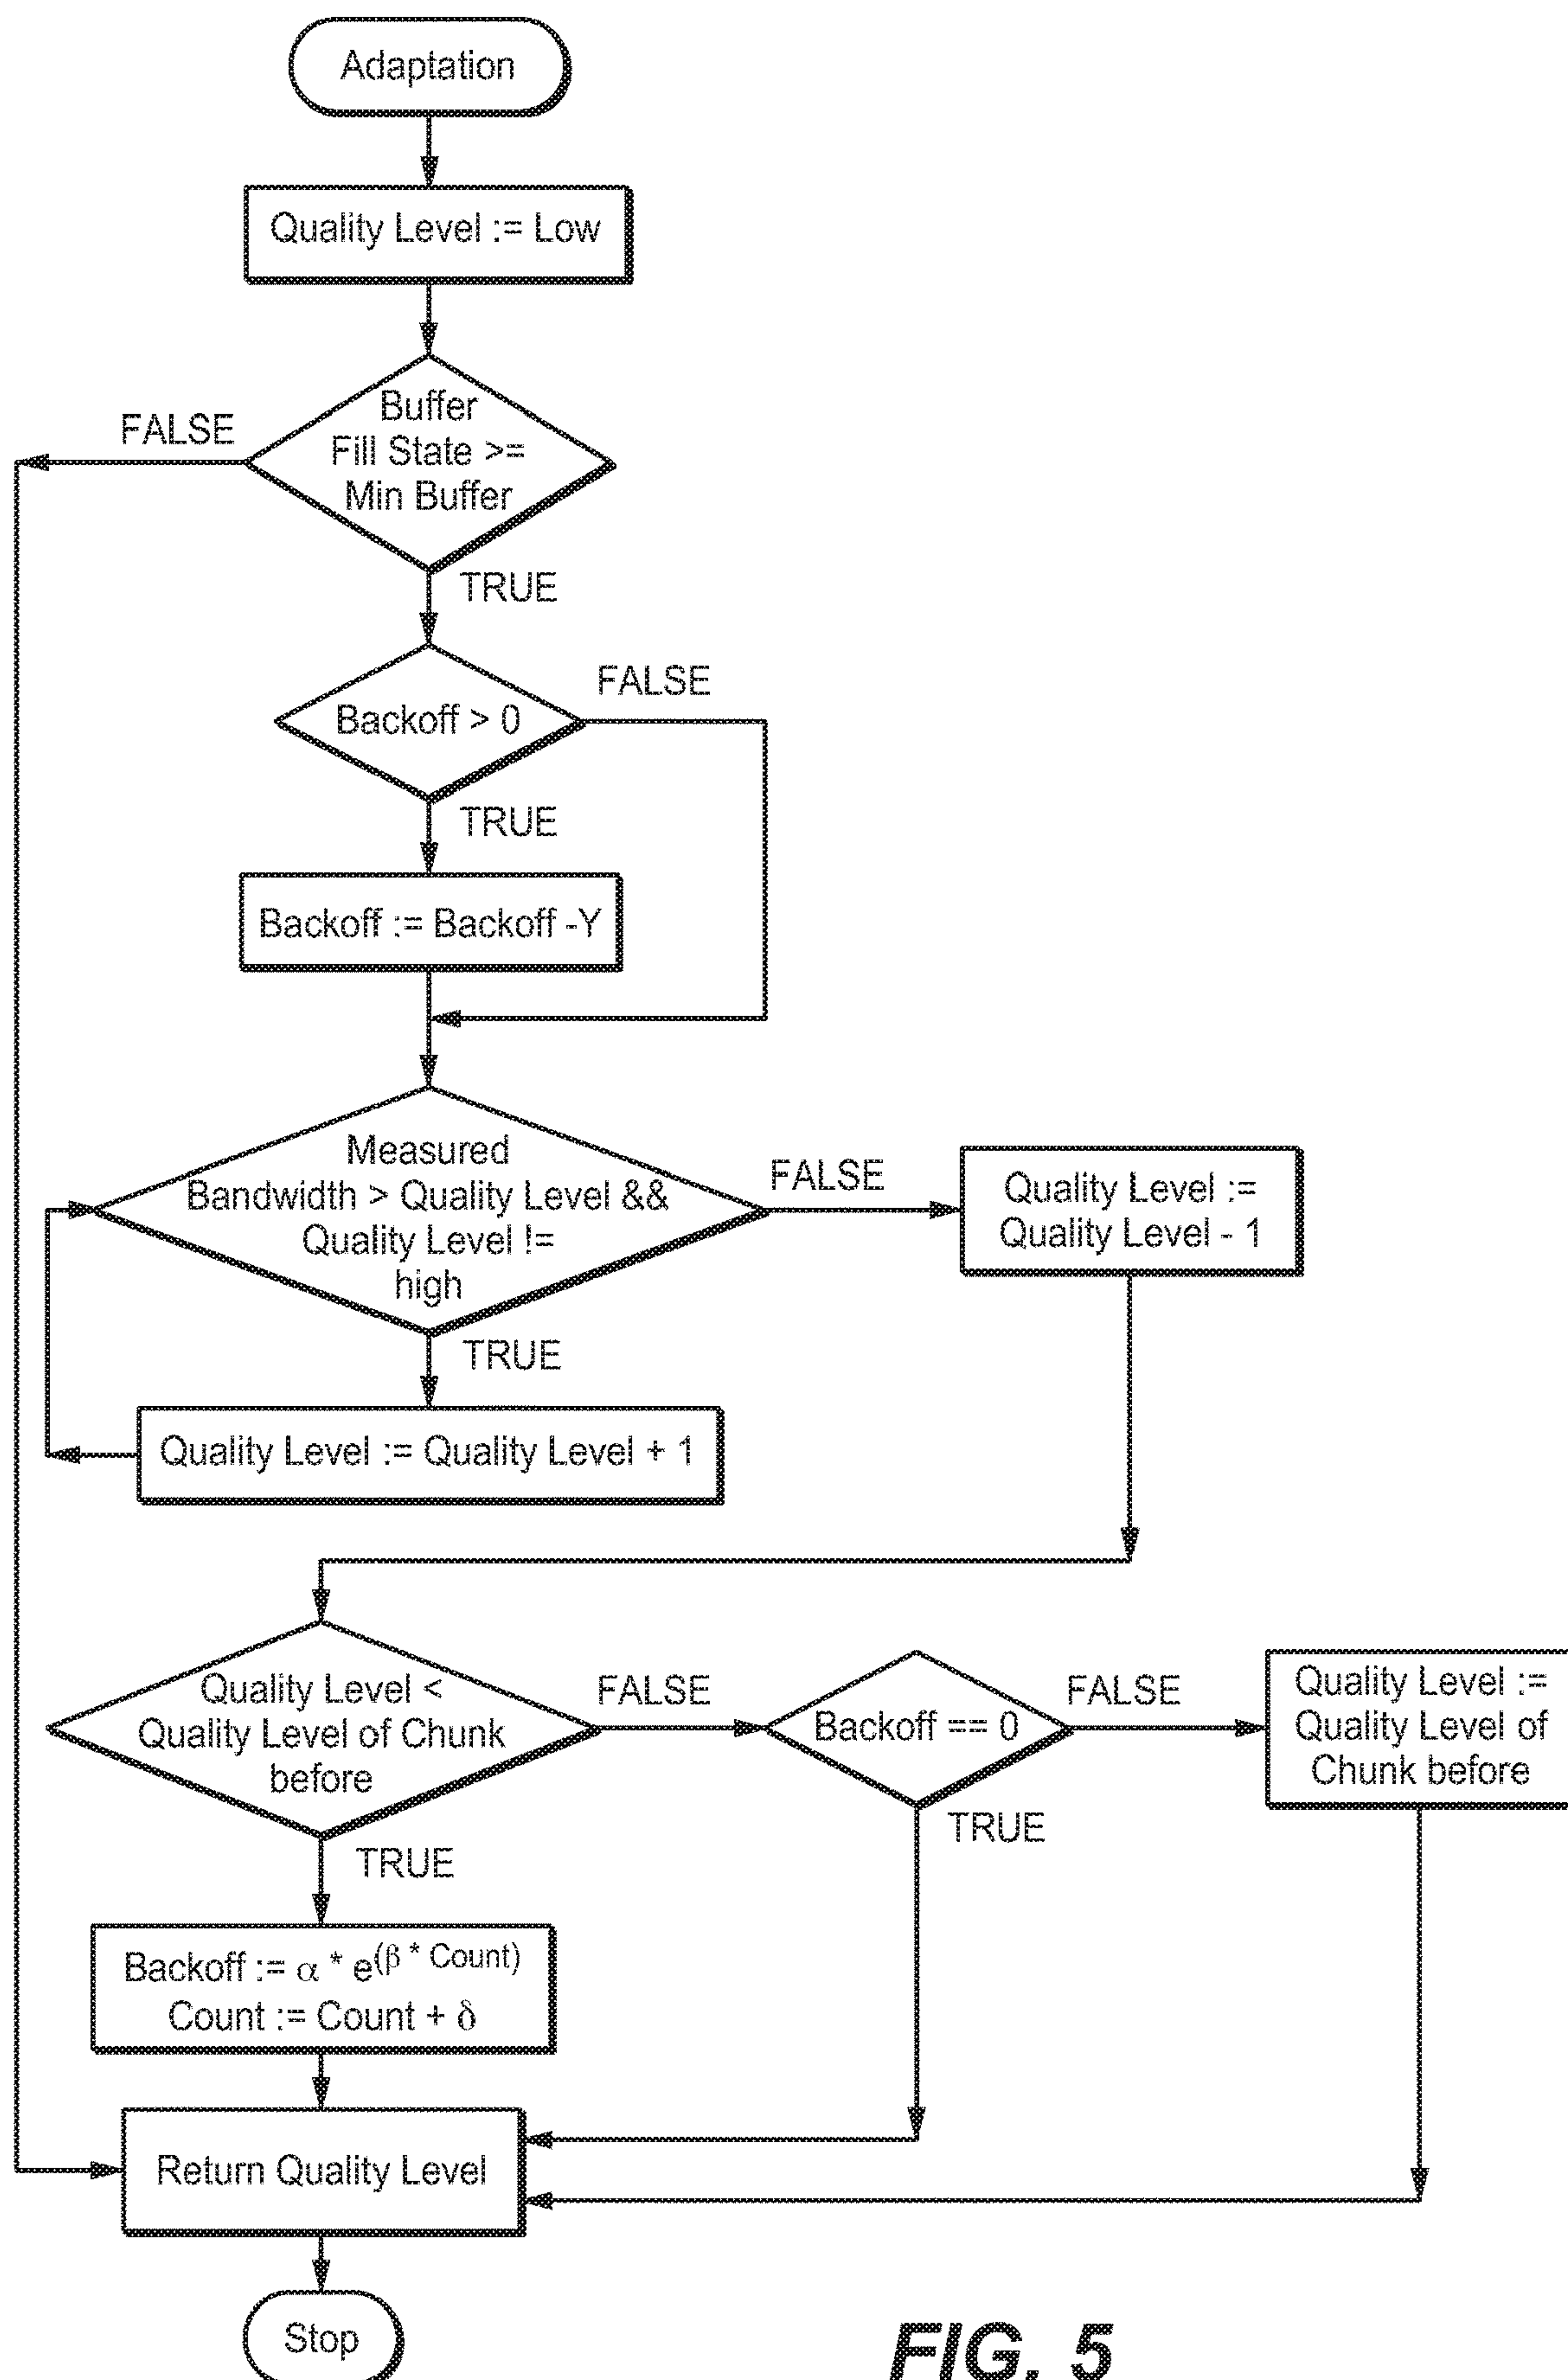 Adaptation
Quality Level := Low
Buffer
Fill State >=
Min Buffer
FALSE
TRUE
Backoff > 0
FALSE
TRUE
Backoff := Backoff -Y
Measured
Bandwidth > Quality Level &&
Quality Level !=
high
FALSE
Quality Level :=
Quality Level - 1
TRUE
Quality Level := Quality Level + 1
Quality Level <
Quality Level of Chunk
before
FALSE
Backoff == 0
FALSE
Quality Level :=
Quality Level of
Chunk before
TRUE
TRUE
Backoff := α * e^(β * Count)
Count := Count + δ
Return Quality Level
Stop
FIG. 5